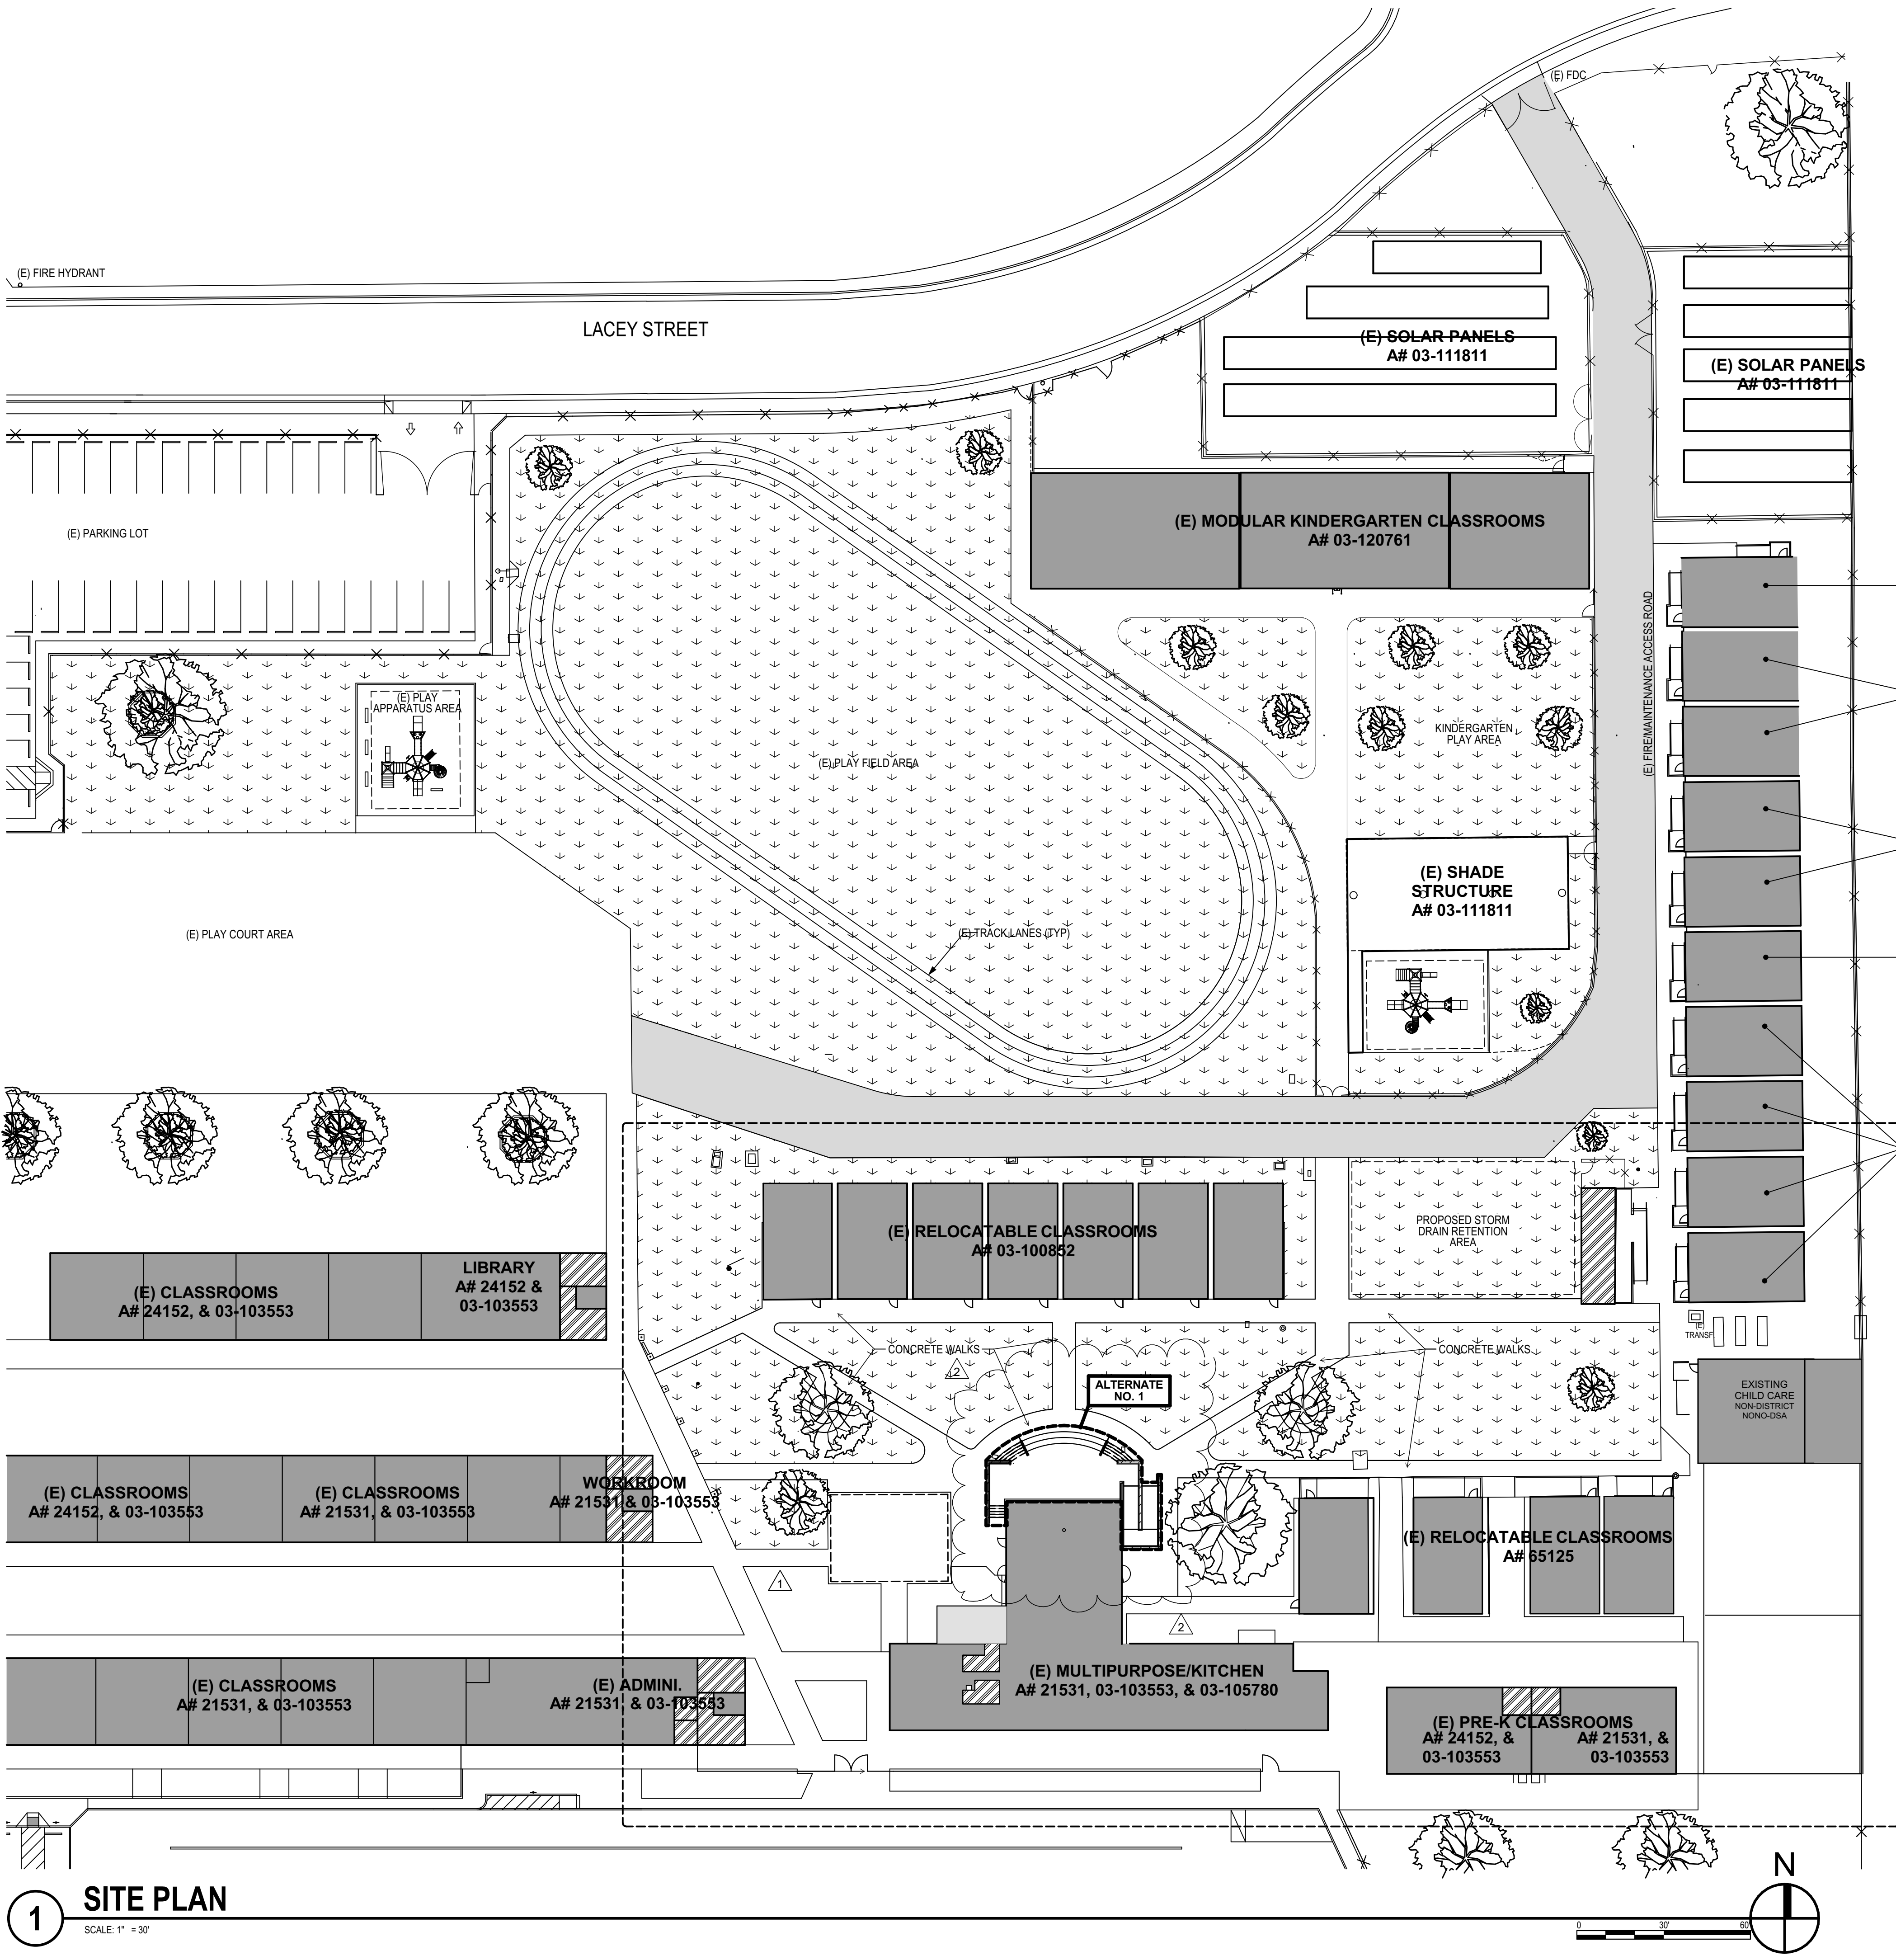 (E) FDC
(E) FIRE HYDRANT
LACEY STREET
(E) SOLAR PANELS
A# 03-111811
(E) SOLAR PANELS
A# 03-111811
(E) PARKING LOT
(E) MODULAR KINDERGARTEN CLASSROOMS
A# 03-120761
(E) FIRE/MAINTENANCE ACCESS ROAD
(E) PLAY
APPARATUS AREA
KINDERGARTEN
PLAY AREA
(E) PLAY FIELD AREA
(E) SHADE
STRUCTURE
A# 03-111811
(E) PLAY COURT AREA
(E) TRACK LANES (TYP)
(E) RELOCATABLE CLASSROOMS
A# 03-100852
PROPOSED STORM
DRAIN RETENTION
AREA
(E) CLASSROOMS
A# 24152, & 03-103553
LIBRARY
A# 24152 &
03-103553
(E)
TRANSF
CONCRETE WALKS
2
CONCRETE WALKS
ALTERNATE
NO. 1
EXISTING
CHILD CARE
NON-DISTRICT
NONO-DSA
(E) CLASSROOMS
A# 24152, & 03-103553
(E) CLASSROOMS
A# 21531, & 03-103553
WORKROOM
A# 21531 & 03-103553
(E) RELOCATABLE CLASSROOMS
A# 65125
1
2
(E) CLASSROOMS
A# 21531, & 03-103553
(E) ADMINI.
A# 21531, & 03-103553
(E) MULTIPURPOSE/KITCHEN
A# 21531, 03-103553, & 03-105780
(E) PRE-K CLASSROOMS
A# 24152, &
03-103553
A# 21531, &
03-103553
N
1
SITE PLAN
SCALE: 1" = 30'
0 30' 60'